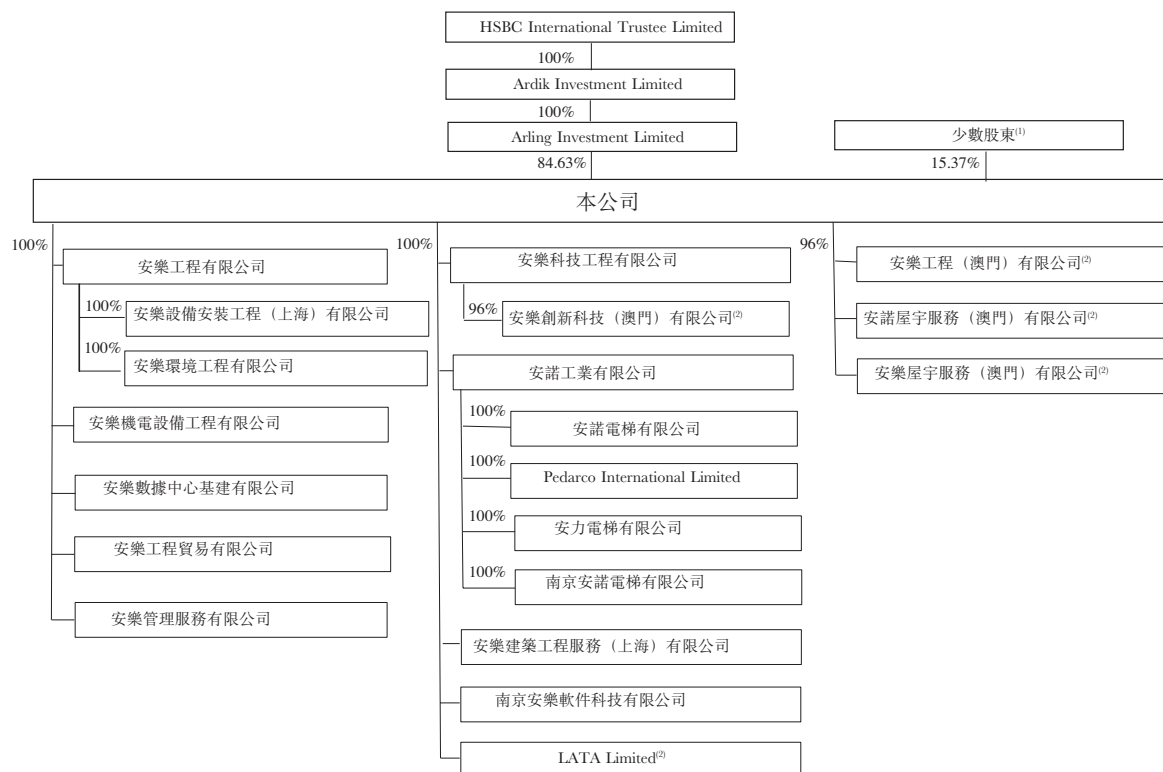 HSBC International Trustee Limited
100%
Ardik Investment Limited
100%
Arling Investment Limited
少數股東(1)
84.63%
15.37%
本公司
100%
100%
96%
安樂工程有限公司
安樂科技工程有限公司
安樂工程（澳門）有限公司(2)
100%
安樂設備安裝工程（上海）有限公司
96%
安樂創新科技（澳門）有限公司(2)
安諾屋宇服務（澳門）有限公司(2)
100%
安樂環境工程有限公司
安諾工業有限公司
安樂屋宇服務（澳門）有限公司(2)
安樂機電設備工程有限公司
100%
安諾電梯有限公司
100%
Pedarco International Limited
安樂數據中心基建有限公司
100%
安力電梯有限公司
安樂工程貿易有限公司
100%
南京安諾電梯有限公司
安樂管理服務有限公司
安樂建築工程服務（上海）有限公司
南京安樂軟件科技有限公司
LATA Limited(2)